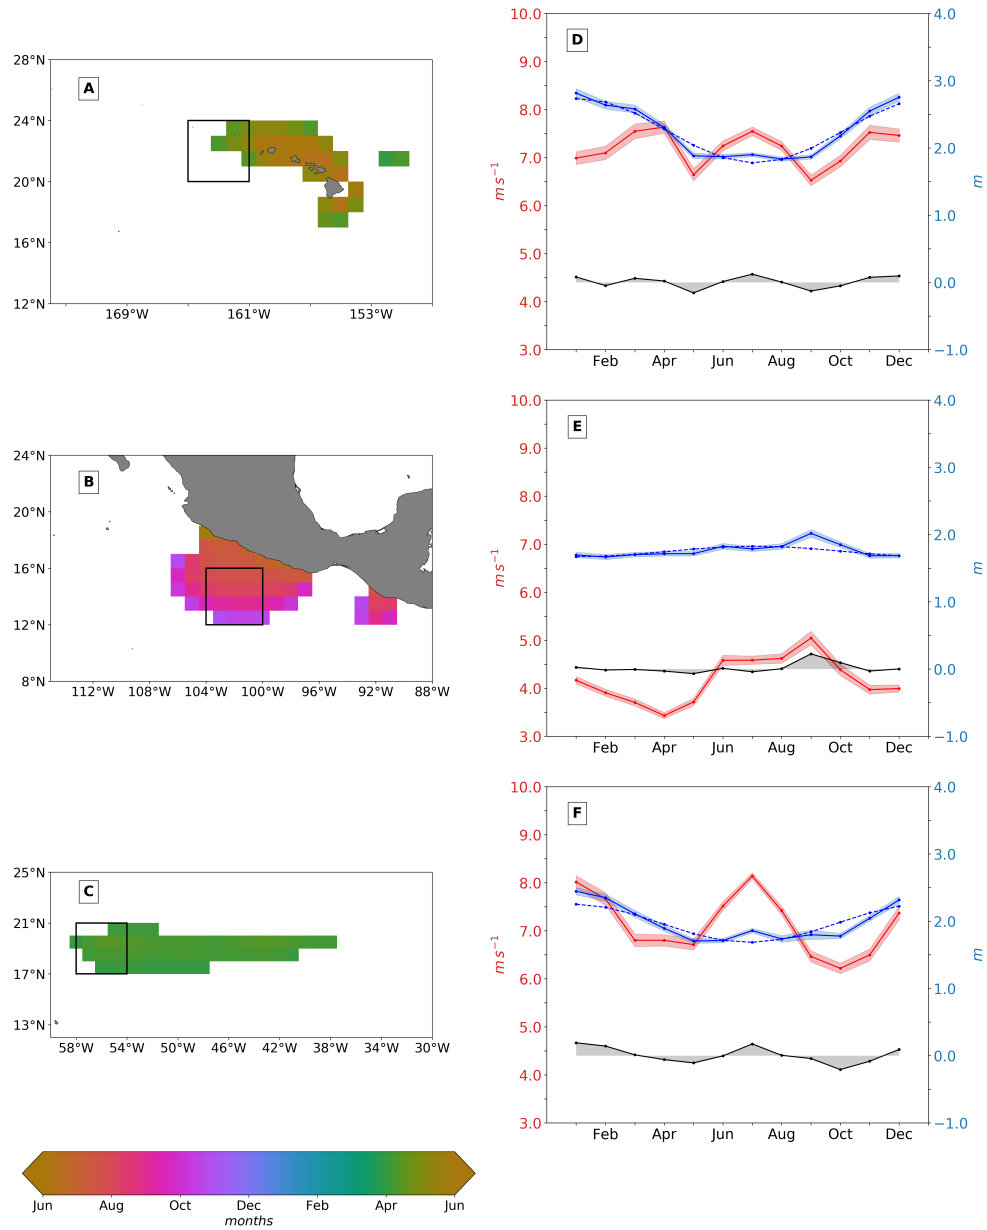 A
28°N
24°N
20°N
16°N
12°N
169°W 161°W 153°W
D
10.0
9.0
8.0
7.0
6.0
5.0
4.0
3.0
m s⁻¹
4.0
3.0
2.0
1.0
0.0
−1.0
m
Feb Apr Jun Aug Oct Dec
B
24°N
20°N
16°N
12°N
8°N
112°W 108°W 104°W 100°W 96°W 92°W 88°W
E
10.0
9.0
8.0
7.0
6.0
5.0
4.0
3.0
m s⁻¹
4.0
3.0
2.0
1.0
0.0
−1.0
m
Feb Apr Jun Aug Oct Dec
C
25°N
21°N
17°N
13°N
58°W 54°W 50°W 46°W 42°W 38°W 34°W 30°W
F
10.0
9.0
8.0
7.0
6.0
5.0
4.0
3.0
m s⁻¹
4.0
3.0
2.0
1.0
0.0
−1.0
m
Feb Apr Jun Aug Oct Dec
Jun Aug Oct Dec Feb Apr Jun
months